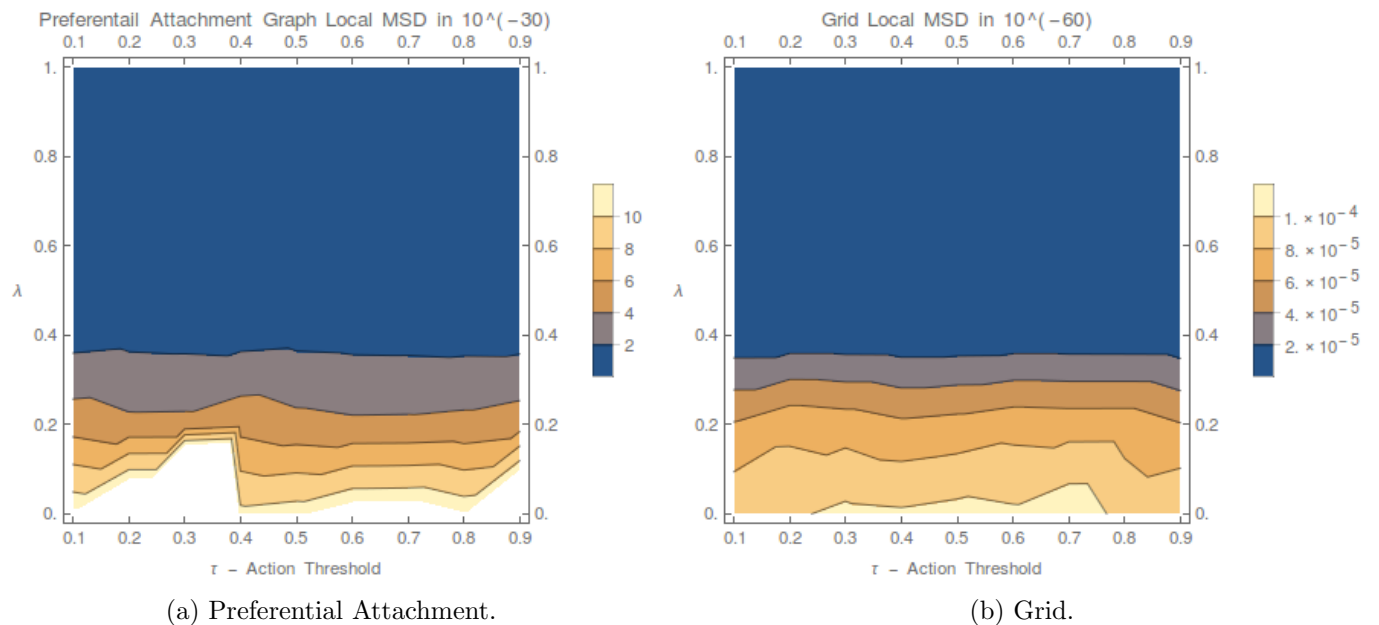 Preferentail Attachment Graph Local MSD in 10^(−30)
0.1 0.2 0.3 0.4 0.5 0.6 0.7 0.8 0.9
1. 1.
0.8 0.8
0.6 0.6
λ
0.4 0.4
0.2 0.2
0. 0.
0.1 0.2 0.3 0.4 0.5 0.6 0.7 0.8 0.9
τ − Action Threshold
10
8
6
4
2
(a) Preferential Attachment.
Grid Local MSD in 10^(−60)
0.1 0.2 0.3 0.4 0.5 0.6 0.7 0.8 0.9
1. 1.
0.8 0.8
0.6 0.6
λ
0.4 0.4
0.2 0.2
0. 0.
0.1 0.2 0.3 0.4 0.5 0.6 0.7 0.8 0.9
τ − Action Threshold
1. × 10⁻⁴
8. × 10⁻⁵
6. × 10⁻⁵
4. × 10⁻⁵
2. × 10⁻⁵
(b) Grid.